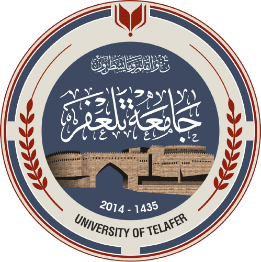 ن والقلم وما يسطرون
جامعة تلعفر
2014 - 1435
UNIVERSITY OF TELAFER